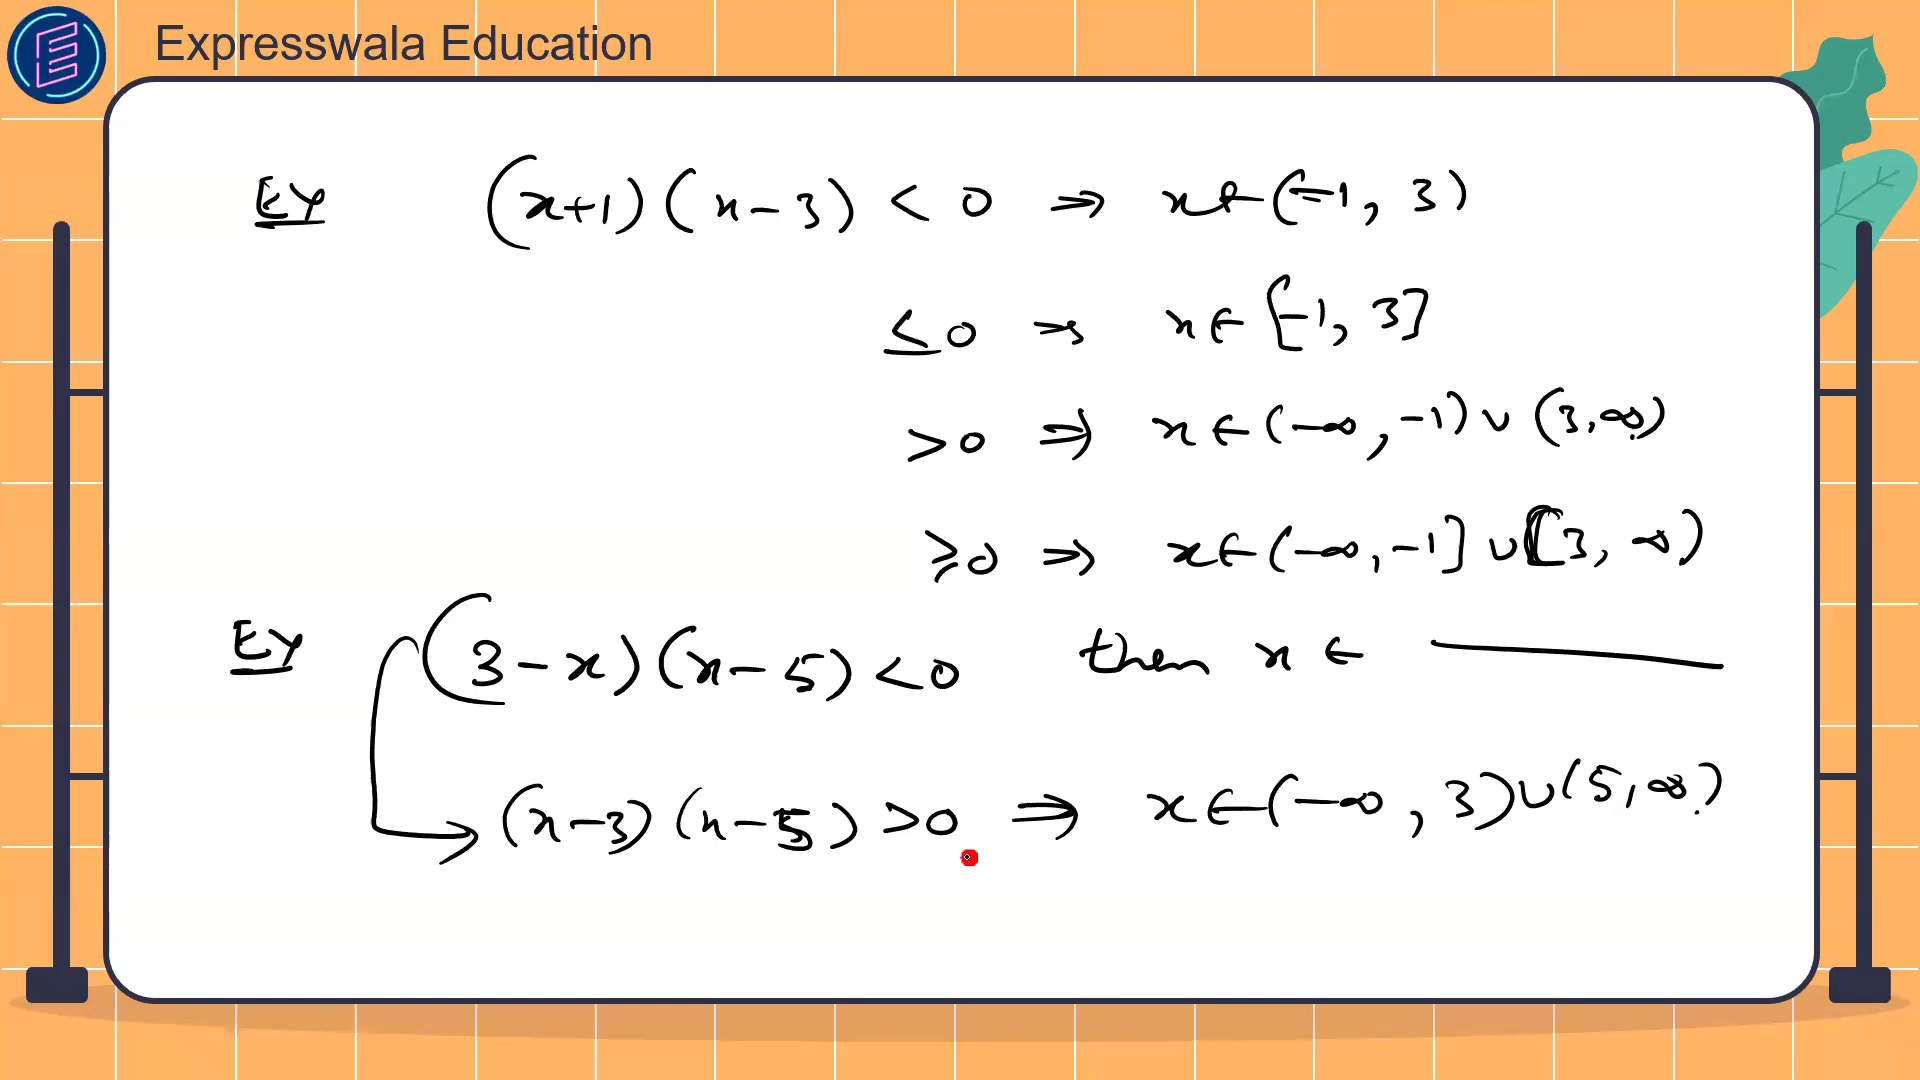 Expresswala Education
Ex (x+1)(x-3) < 0 ⇒ x ∈ (-1, 3)
≤ 0 ⇒ x ∈ [-1, 3]
> 0 ⇒ x ∈ (-∞, -1) ∪ (3, ∞)
≥ 0 ⇒ x ∈ (-∞, -1] ∪ [3, ∞)
Ex (3-x)(x-5) < 0 then x ∈ ______
(x-3)(x-5) > 0 ⇒ x ∈ (-∞, 3) ∪ (5, ∞)